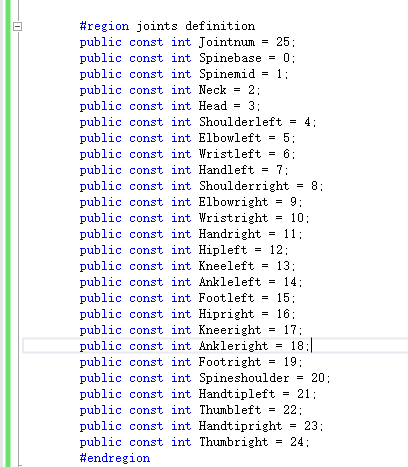 #region joints definition
public const int Jointnum = 25;
public const int Spinebase = 0;
public const int Spinemid = 1;
public const int Neck = 2;
public const int Head = 3;
public const int Shoulderleft = 4;
public const int Elbowleft = 5;
public const int Wristleft = 6;
public const int Handleft = 7;
public const int Shoulderright = 8;
public const int Elbowright = 9;
public const int Wristright = 10;
public const int Handright = 11;
public const int Hipleft = 12;
public const int Kneeleft = 13;
public const int Ankleleft = 14;
public const int Footleft = 15;
public const int Hipright = 16;
public const int Kneeright = 17;
public const int Ankleright = 18;
public const int Footright = 19;
public const int Spineshoulder = 20;
public const int Handtipleft = 21;
public const int Thumbleft = 22;
public const int Handtipright = 23;
public const int Thumbright = 24;
#endregion